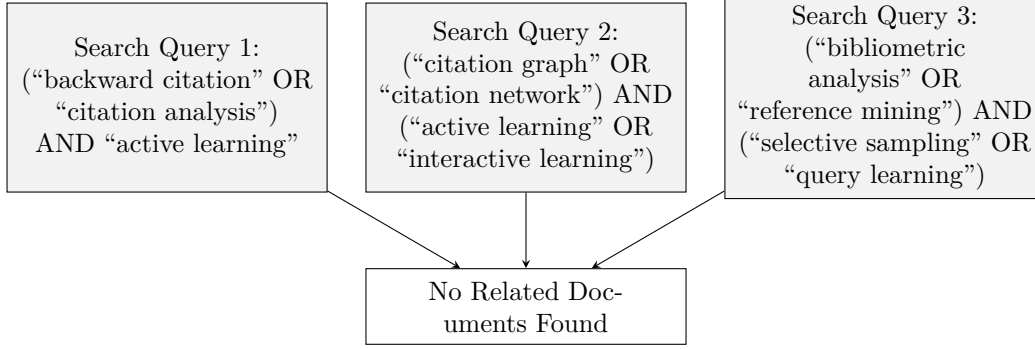 Search Query 1:
(“backward citation” OR
“citation analysis”)
AND “active learning”
Search Query 2:
(“citation graph” OR
“citation network”) AND
(“active learning” OR
“interactive learning”)
Search Query 3:
(“bibliometric
analysis” OR
“reference mining”) AND
(“selective sampling” OR
“query learning”)
No Related Doc-
uments Found